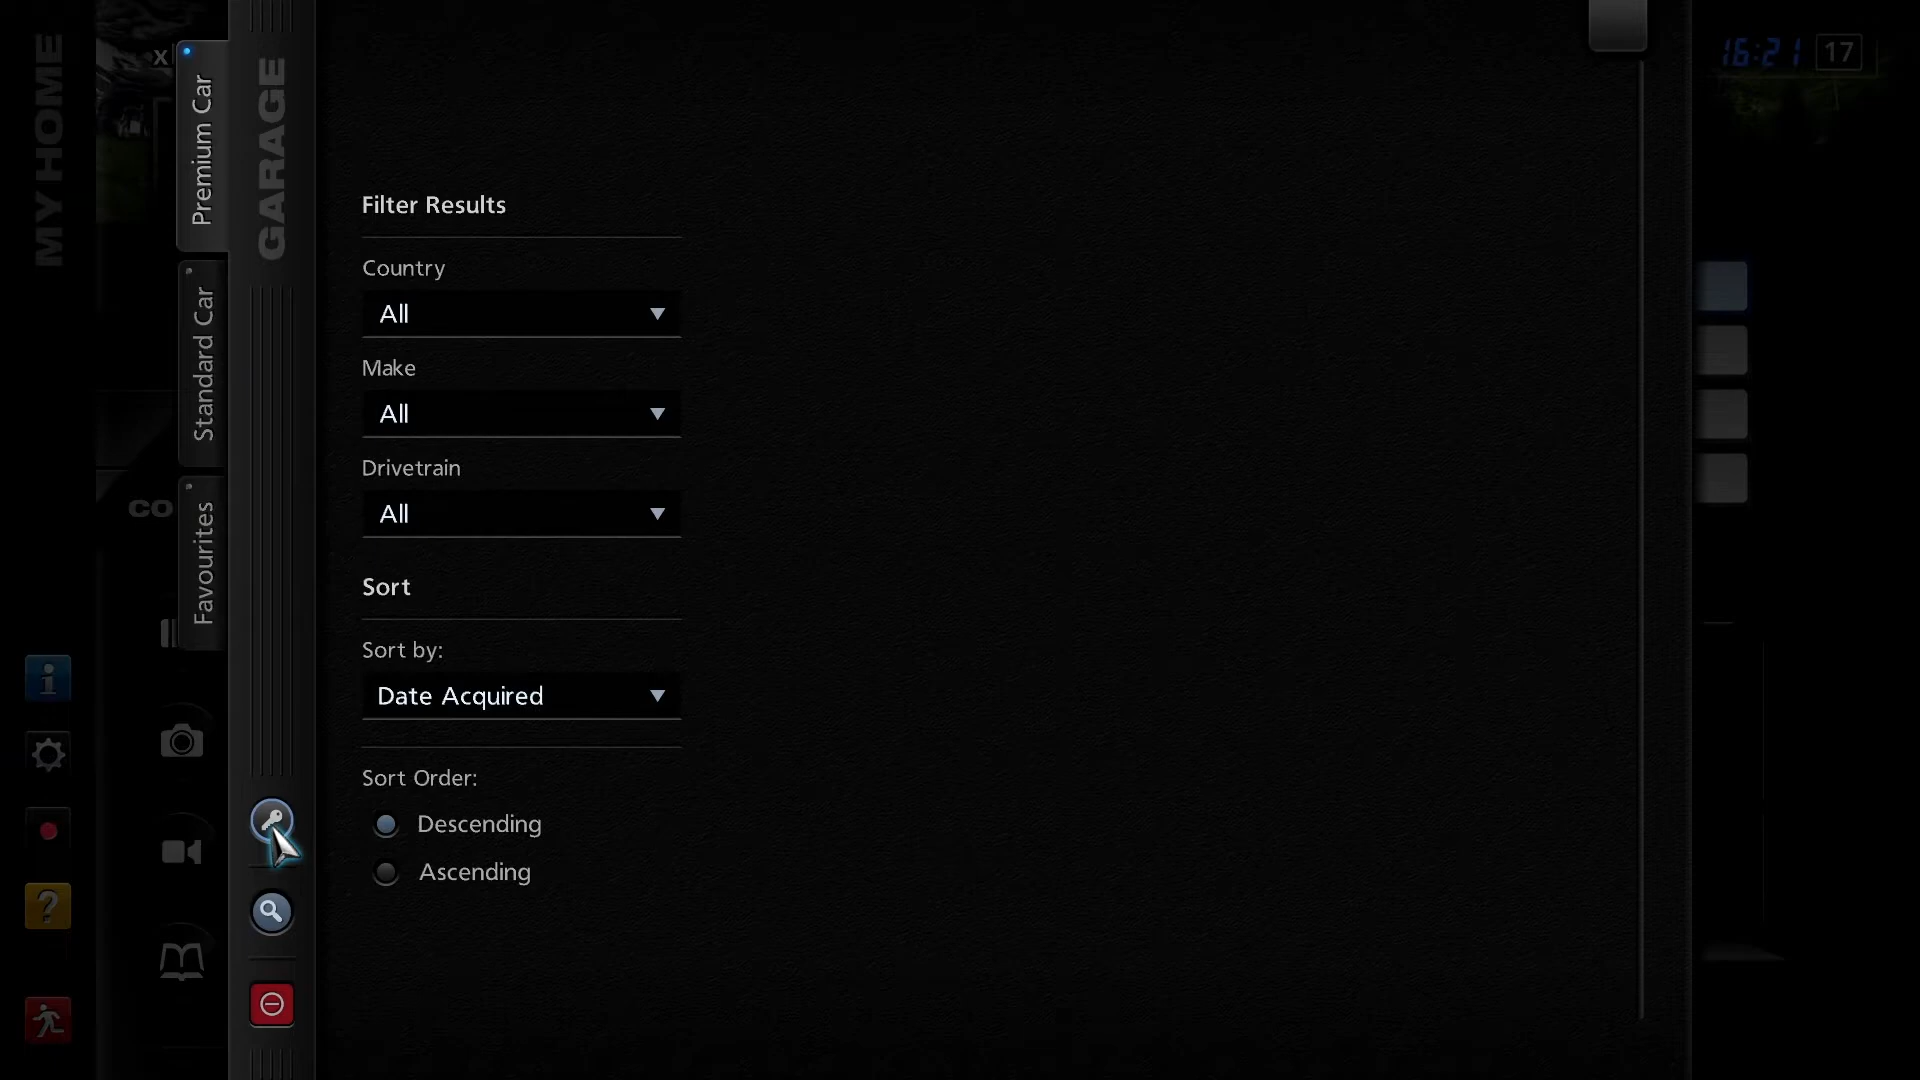 MY HOME
X
Premium Car
Standard Car
Favourites
GARAGE
16:21 17
CO
Filter Results
Country
All
Make
All
Drivetrain
All
Sort
Sort by:
Date Acquired
Sort Order:
Descending
Ascending